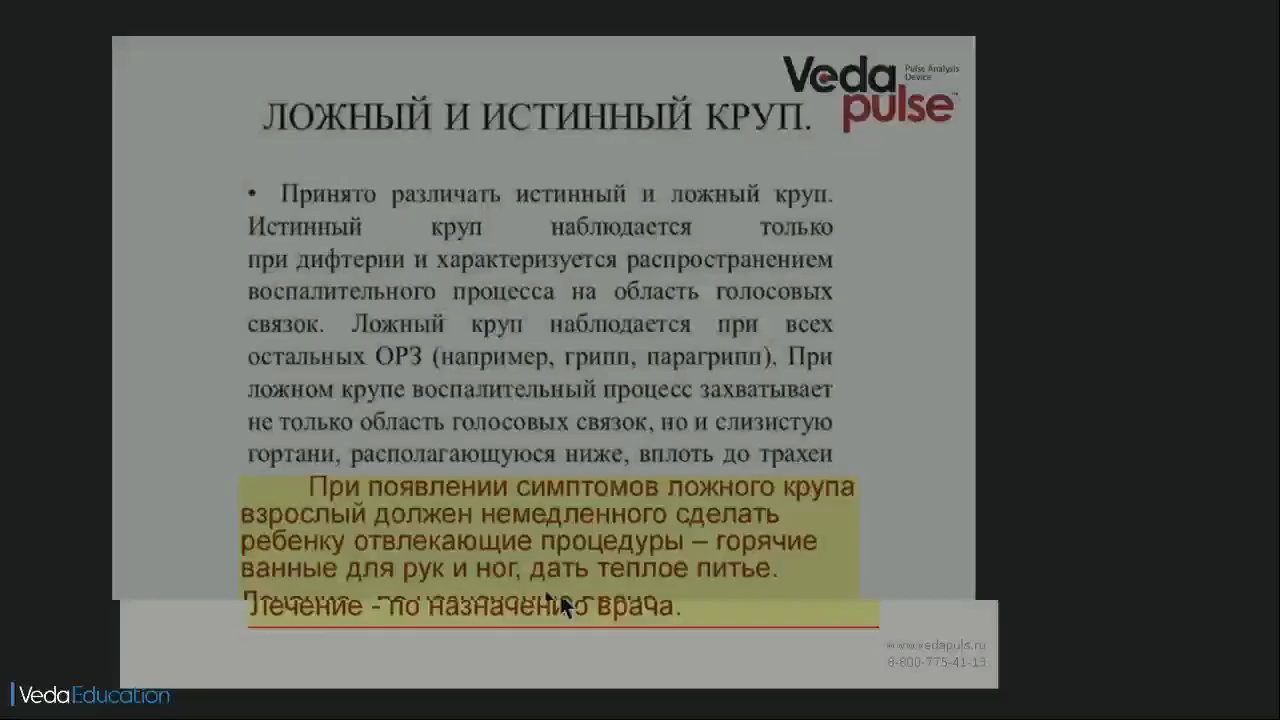 Veda
Pulse Analysis
Device
pulse™
ЛОЖНЫЙ И ИСТИННЫЙ КРУП.
• Принято различать истинный и ложный круп.
Истинный круп наблюдается только
при дифтерии и характеризуется распространением
воспалительного процесса на область голосовых
связок. Ложный круп наблюдается при всех
остальных ОРЗ (например, грипп, парагрипп). При
ложном крупе воспалительный процесс захватывает
не только область голосовых связок, но и слизистую
гортани, располагающуюся ниже, вплоть до трахеи
При появлении симптомов ложного крупа
взрослый должен немедленного сделать
ребенку отвлекающие процедуры – горячие
ванные для рук и ног, дать теплое питье.
Лечение - по назначению врача.
www.vedapuls.ru
8-800-775-41-13
VedaEducation